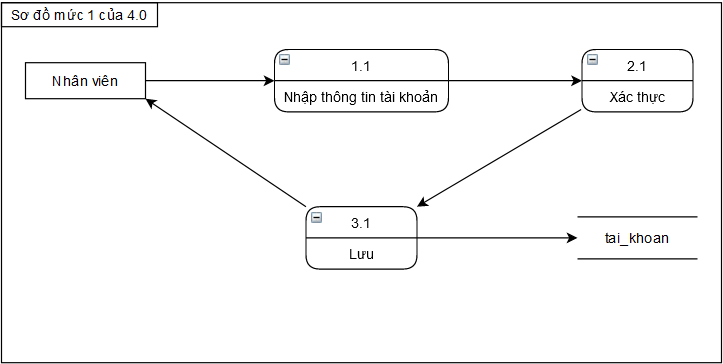 Sơ đồ mức 1 của 4.0
Nhân viên
1.1
Nhập thông tin tài khoản
2.1
Xác thực
3.1
Lưu
tai_khoan